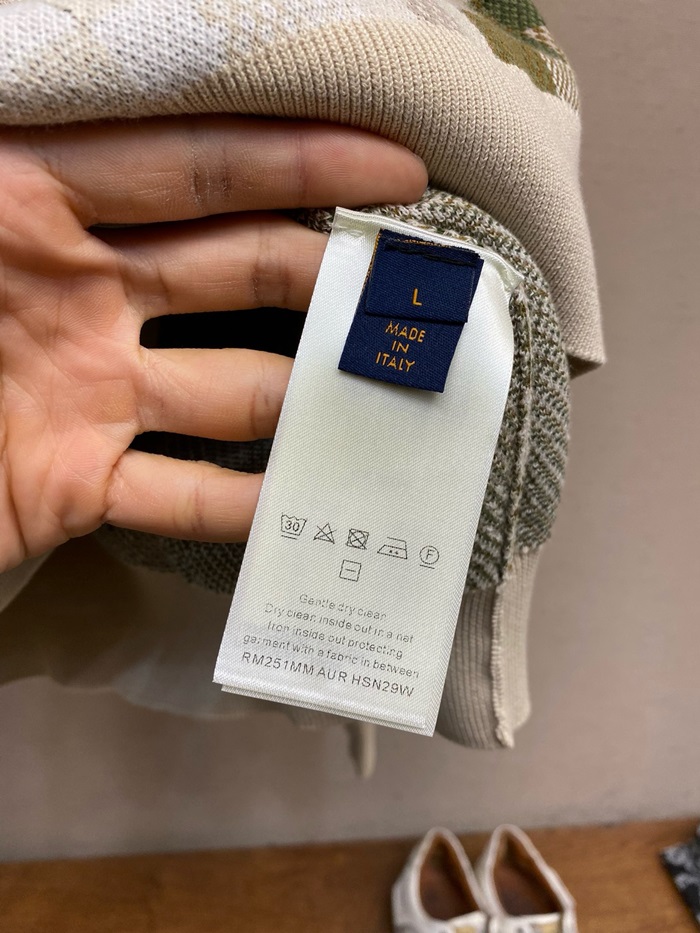 L
MADE
IN
ITALY
30
F
Gentle dry clean
Dry clean inside out in a net
Iron inside out protecting
garment with a fabric in between
RM251MM AUR HSN29W